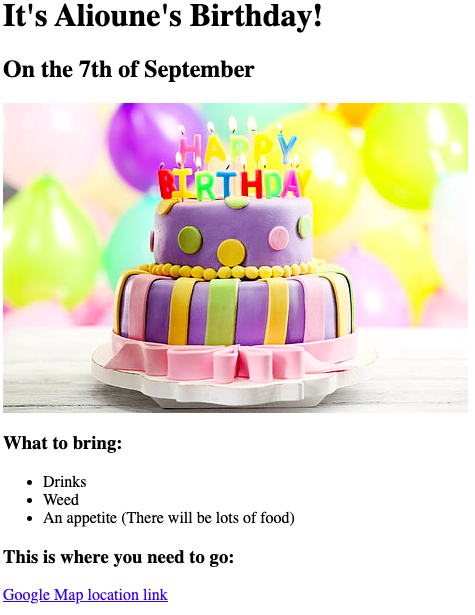 It's Alioune's Birthday!
On the 7th of September
HAPPY
BIRTHDAY
What to bring:
Drinks
Weed
An appetite (There will be lots of food)
This is where you need to go:
Google Map location link